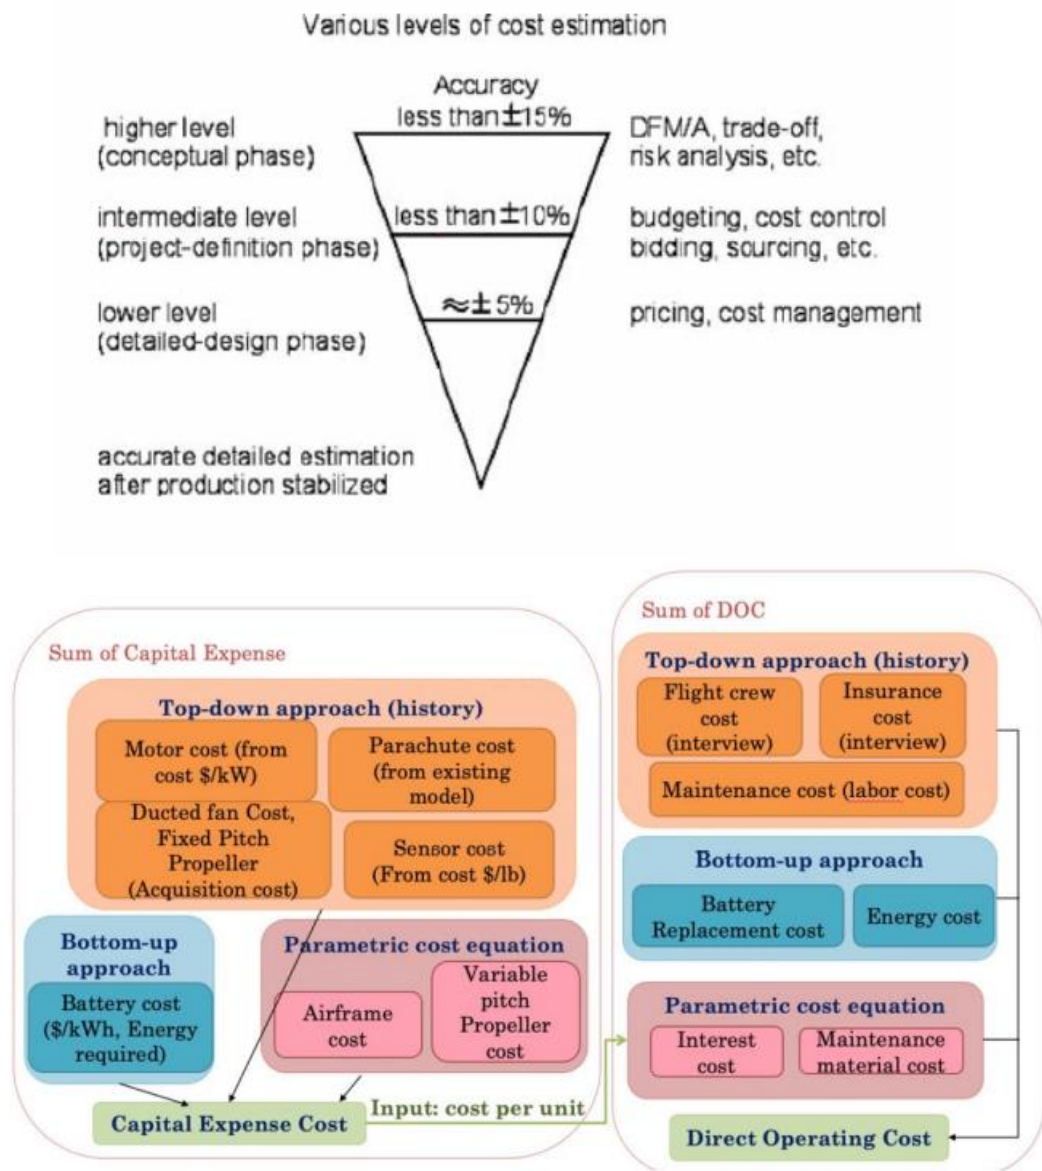 Various levels of cost estimation
Accuracy
less than ±15%
higher level
(conceptual phase)
DFM/A, trade-off,
risk analysis, etc.
intermediate level
(project-definition phase)
less than ±10%
budgeting, cost control
bidding, sourcing, etc.
lower level
(detailed-design phase)
≈± 5%
pricing, cost management
accurate detailed estimation
after production stabilized
Sum of Capital Expense
Top-down approach (history)
Motor cost (from
cost $/kW)
Parachute cost
(from existing
model)
Ducted fan Cost,
Fixed Pitch
Propeller
(Acquisition cost)
Sensor cost
(From cost $/lb)
Bottom-up
approach
Battery cost
($/kWh, Energy
required)
Parametric cost equation
Airframe
cost
Variable
pitch
Propeller
cost
Capital Expense Cost
Input: cost per unit
Sum of DOC
Top-down approach (history)
Flight crew
cost
(interview)
Insurance
cost
(interview)
Maintenance cost (labor cost)
Bottom-up approach
Battery
Replacement cost
Energy cost
Parametric cost equation
Interest
cost
Maintenance
material cost
Direct Operating Cost